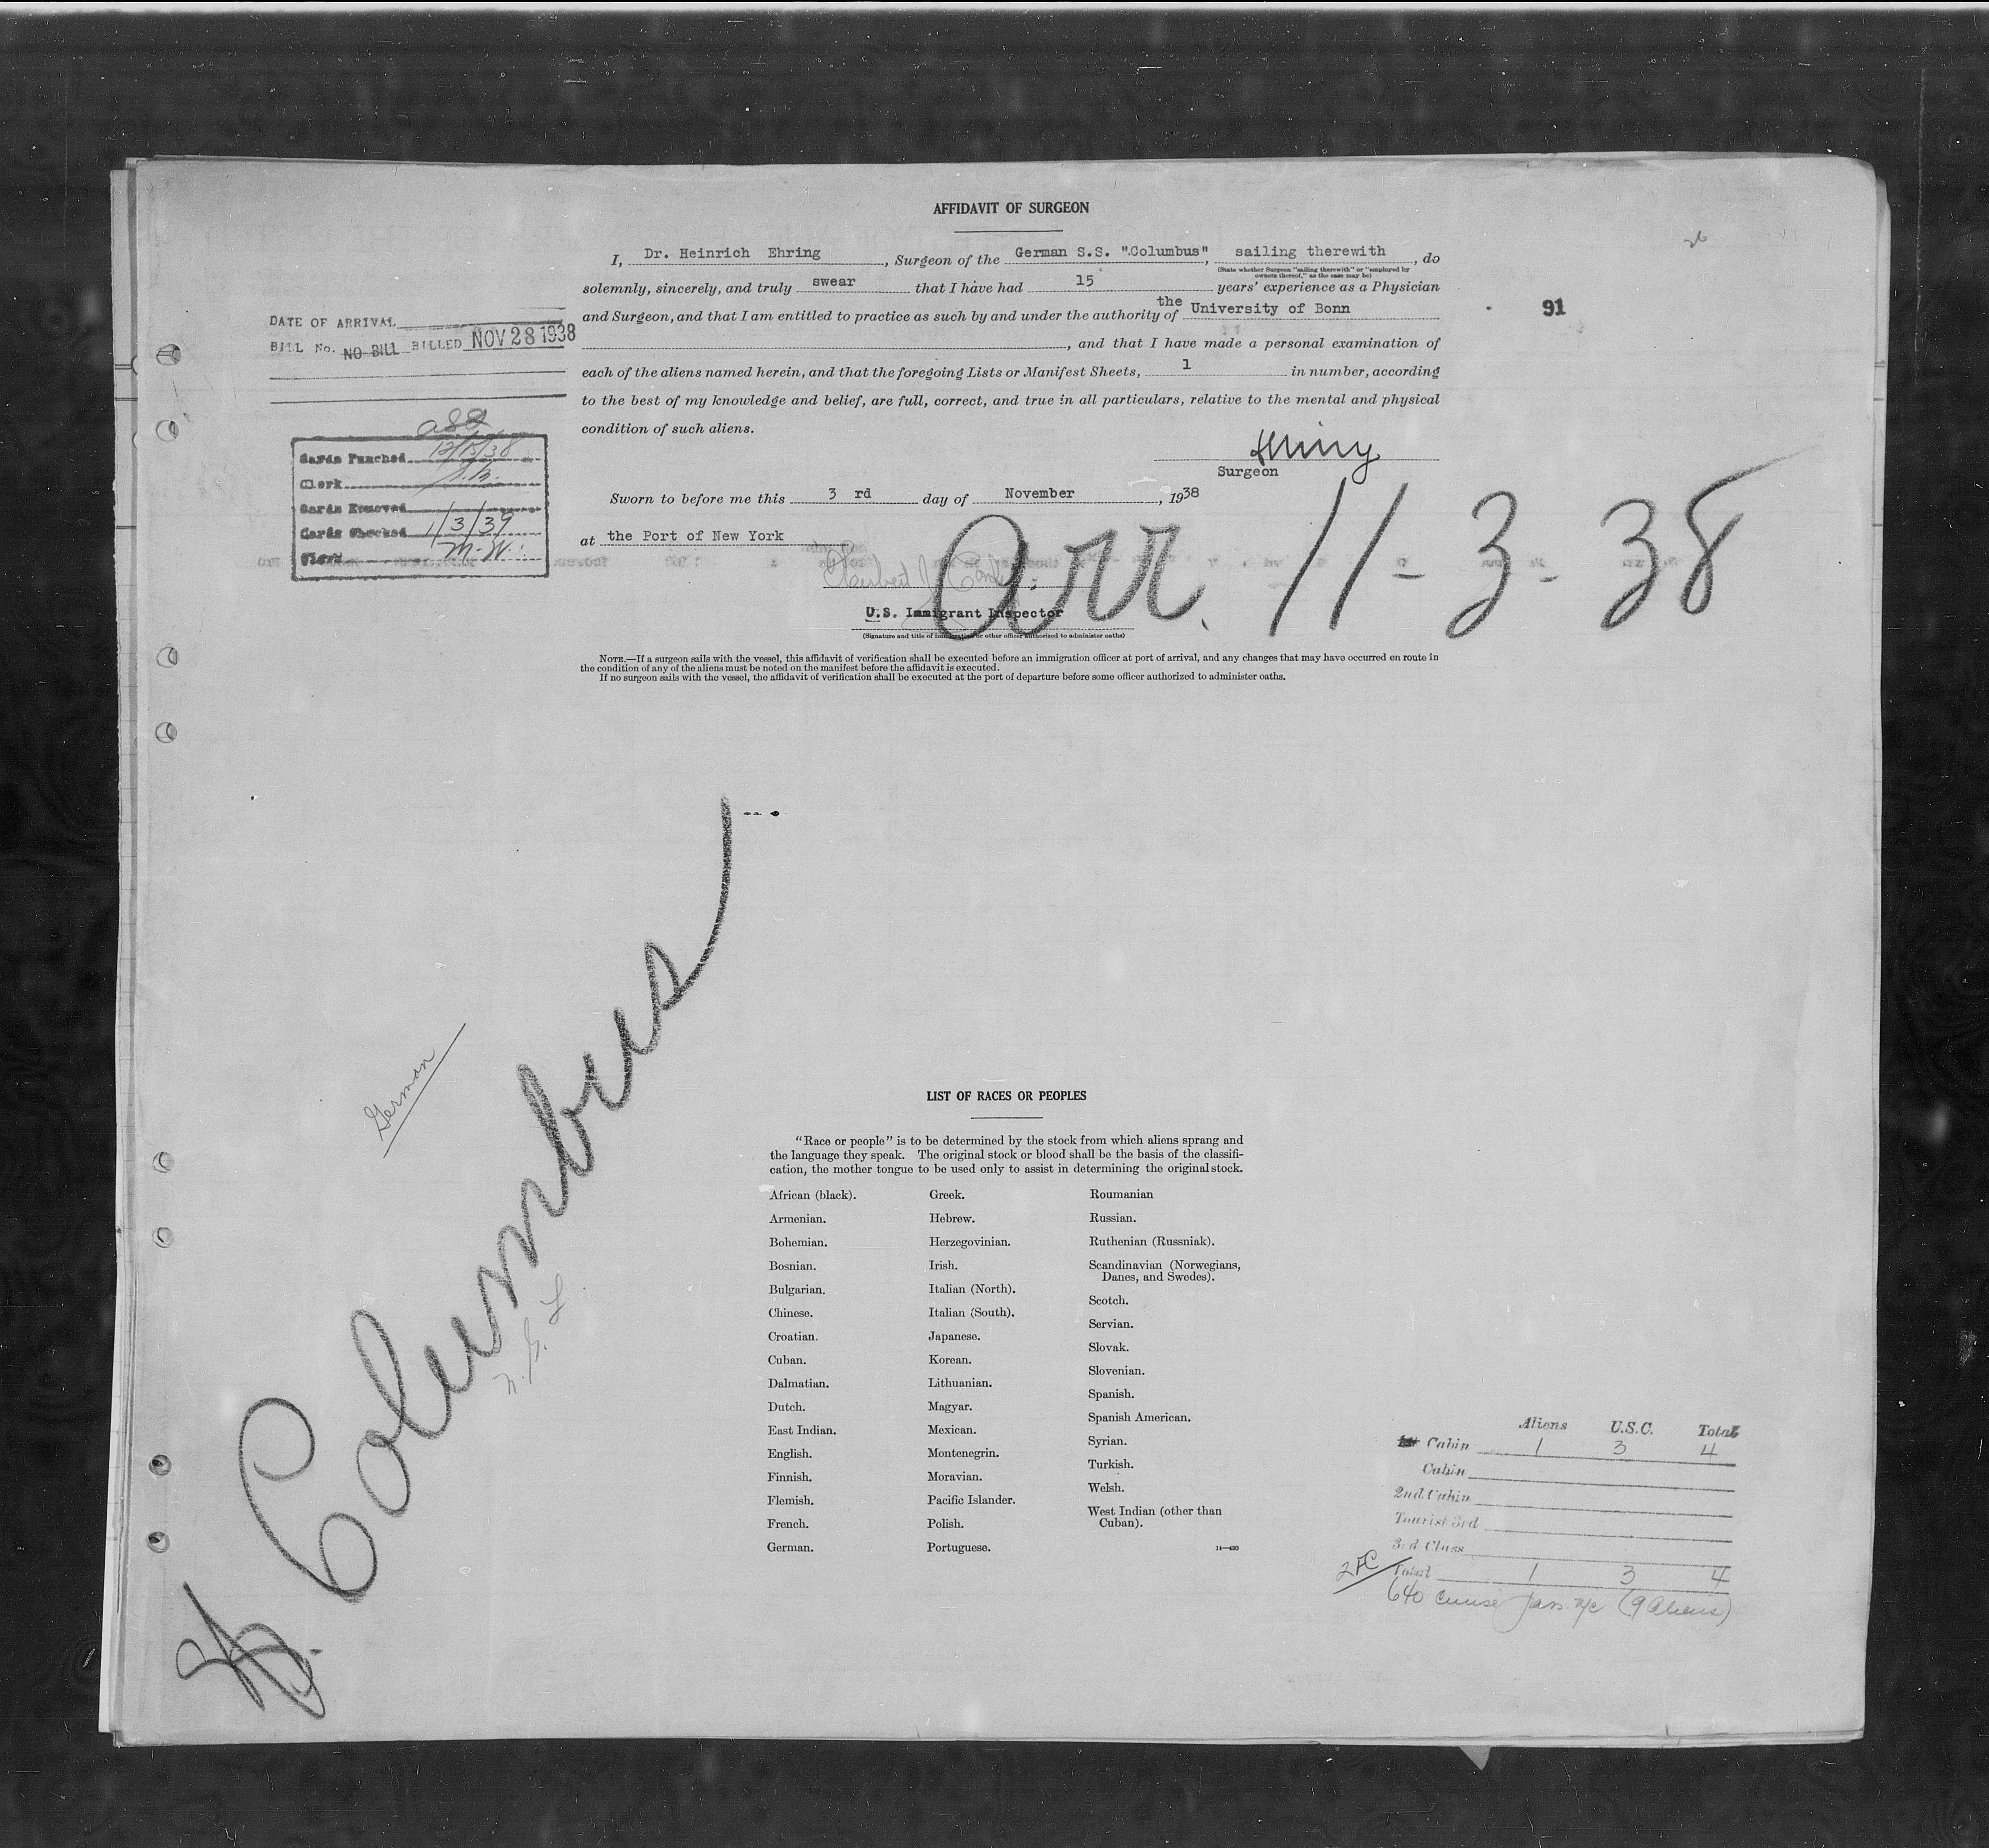 AFFIDAVIT OF SURGEON
I, Dr. Heinrich Ehring, Surgeon of the German S.S. "Columbus", sailing therewith, do
(State whether Surgeon "sailing therewith" or "employed by
owners thereof," as the case may be)
solemnly, sincerely, and truly swear that I have had 15 years' experience as a Physician
and Surgeon, and that I am entitled to practice as such by and under the authority of the University of Bonn
, and that I have made a personal examination of
each of the aliens named herein, and that the foregoing Lists or Manifest Sheets, 1 in number, according
to the best of my knowledge and belief, are full, correct, and true in all particulars, relative to the mental and physical
condition of such aliens.
Surgeon
Sworn to before me this 3 rd day of November, 1938
at the Port of New York
U.S. Immigrant Inspector
(Signature and title of immigration or other officer authorized to administer oaths)
NOTE.—If a surgeon sails with the vessel, this affidavit of verification shall be executed before an immigration officer at port of arrival, and any changes that may have occurred en route in
the condition of any of the aliens must be noted on the manifest before the affidavit is executed.
If no surgeon sails with the vessel, the affidavit of verification shall be executed at the port of departure before some officer authorized to administer oaths.
91
DATE OF ARRIVAL
BILL No. NO BILL BILLED NOV 28 1938
Cards Punched 12/15/38
Clerk
Cards Removed
Cards Checked 1/3/39
Clerk M.W.
Arr. 11-3-38
Columbus
German
N. G. L
LIST OF RACES OR PEOPLES
"Race or people" is to be determined by the stock from which aliens sprang and
the language they speak. The original stock or blood shall be the basis of the classifi-
cation, the mother tongue to be used only to assist in determining the original stock.
African (black).
Armenian.
Bohemian.
Bosnian.
Bulgarian.
Chinese.
Croatian.
Cuban.
Dalmatian.
Dutch.
East Indian.
English.
Finnish.
Flemish.
French.
German.
Greek.
Hebrew.
Herzegovinian.
Irish.
Italian (North).
Italian (South).
Japanese.
Korean.
Lithuanian.
Magyar.
Mexican.
Montenegrin.
Moravian.
Pacific Islander.
Polish.
Portuguese.
Roumanian
Russian.
Ruthenian (Russniak).
Scandinavian (Norwegians,
Danes, and Swedes).
Scotch.
Servian.
Slovak.
Slovenian.
Spanish.
Spanish American.
Syrian.
Turkish.
Welsh.
West Indian (other than
Cuban).
Aliens U.S.C. Total
Cabin 1 3 4
Cabin
2nd Cabin
Tourist 3rd
3rd Class
Total 1 3 4
640 cruise (9 aliens)